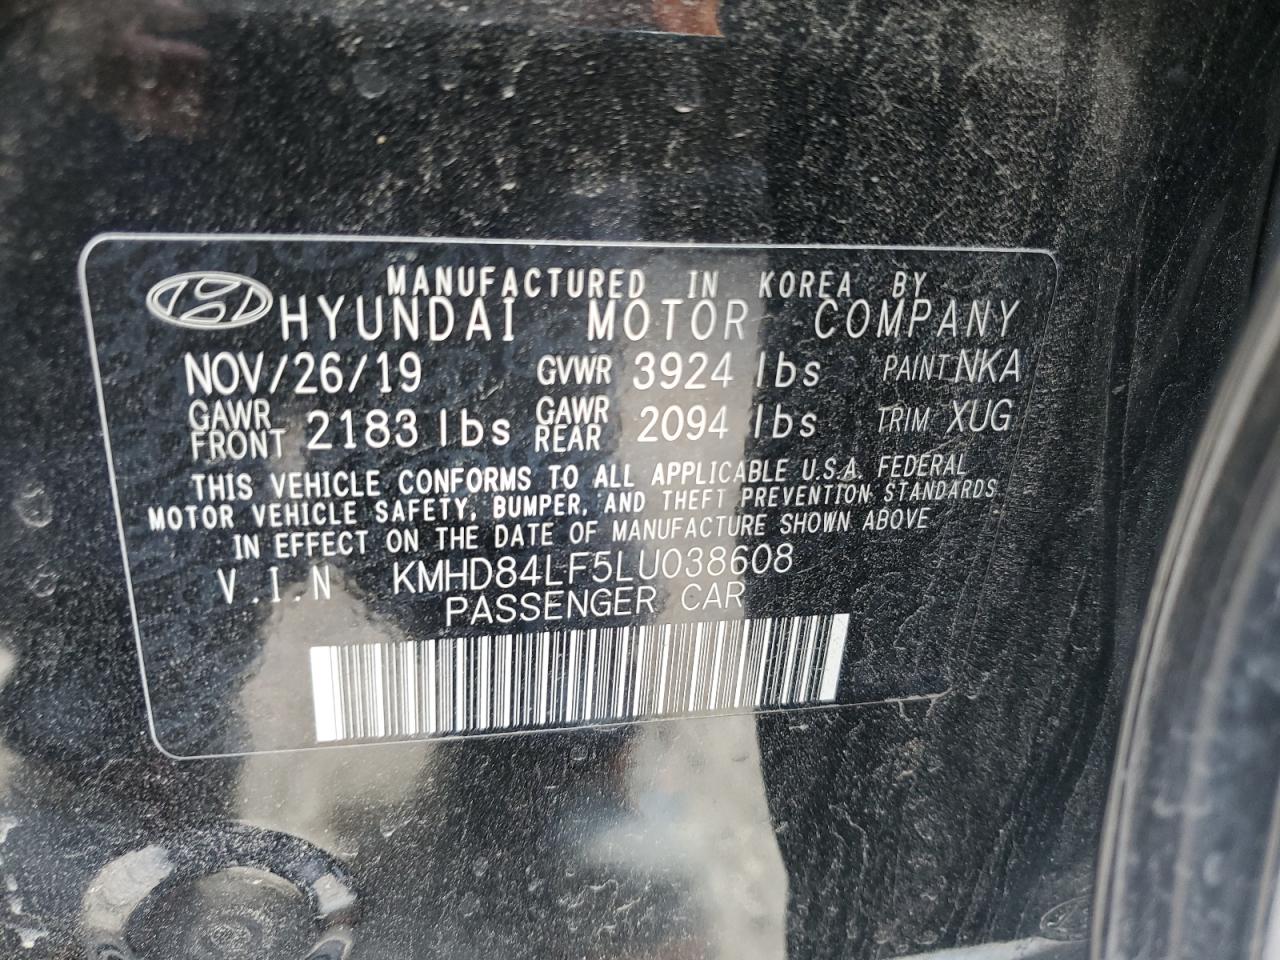 MANUFACTURED IN KOREA BY
HYUNDAI MOTOR COMPANY
NOV/26/19 GVWR 3924 lbs PAINT NKA
GAWR FRONT 2183 lbs GAWR REAR 2094 lbs TRIM XUG
THIS VEHICLE CONFORMS TO ALL APPLICABLE U.S.A. FEDERAL
MOTOR VEHICLE SAFETY, BUMPER, AND THEFT PREVENTION STANDARDS
IN EFFECT ON THE DATE OF MANUFACTURE SHOWN ABOVE
V.I.N KMHD84LF5LU038608
PASSENGER CAR